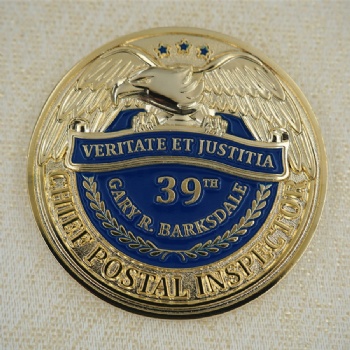 VERITATE ET JUSTITIA
39TH
GARY R. BARKSDALE
CHIEF POSTAL INSPECTOR